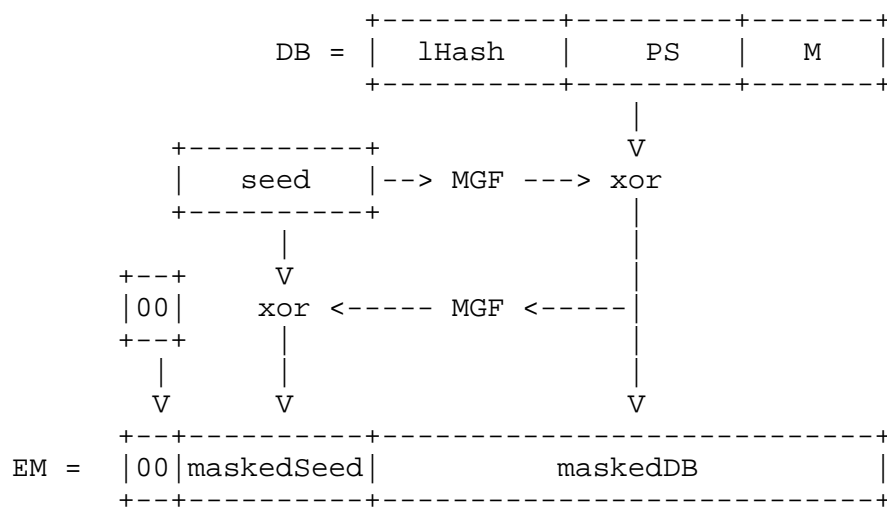 +----------+---------+-------+
                  DB = |  lHash   |    PS   |   M   |
                       +----------+---------+-------+
                                      |
            +----------+              V
            |   seed   |--> MGF ---> xor
            +----------+              |
                  |                   |
         +--+     V                   |
         |00|    xor <----- MGF <-----|
         +--+     |                   |
           |      |                   |
           V      V                   V
         +--+----------+----------------------------+
   EM =  |00|maskedSeed|          maskedDB          |
         +--+----------+----------------------------+